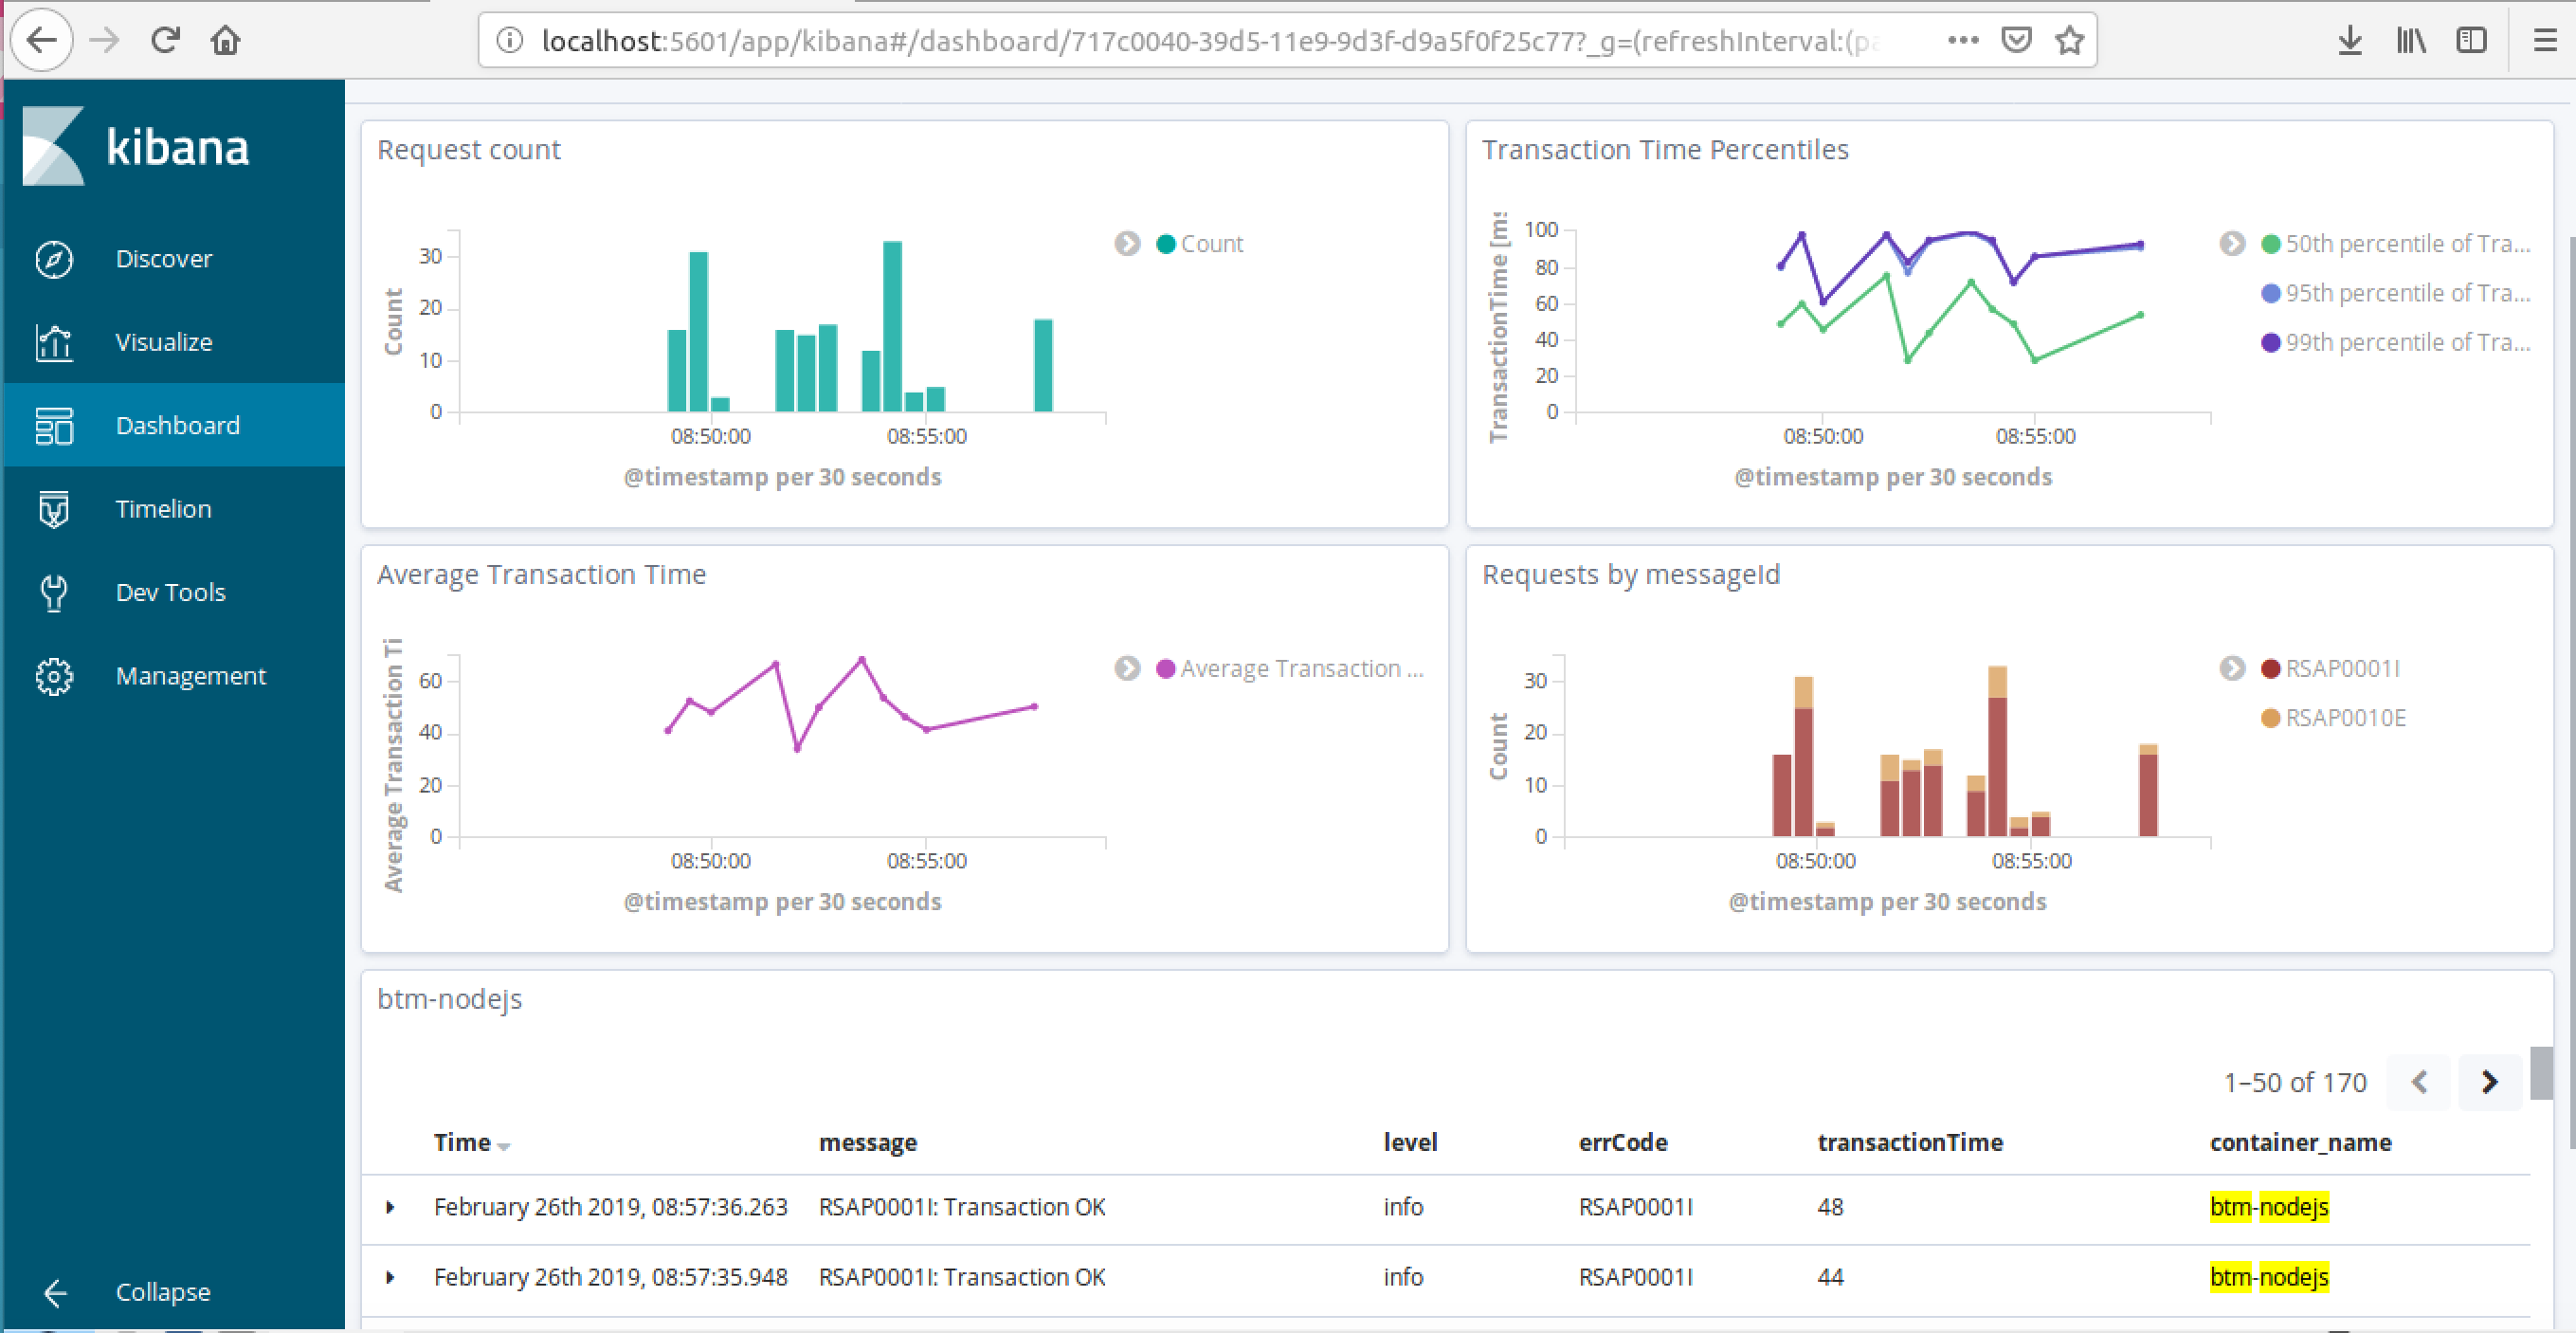 localhost:5601/app/kibana#/dashboard/717c0040-39d5-11e9-9d3f-d9a5f0f25c77?_g=(refreshInterval:(pa
kibana
Discover
Visualize
Dashboard
Timelion
Dev Tools
Management
Collapse
Request count
Count
30
20
10
0
08:50:00 08:55:00
@timestamp per 30 seconds
Count
Transaction Time Percentiles
TransactionTime [ms
100
80
60
40
20
0
08:50:00 08:55:00
@timestamp per 30 seconds
50th percentile of Tra...
95th percentile of Tra...
99th percentile of Tra...
Average Transaction Time
Average Transaction Ti
60
40
20
0
08:50:00 08:55:00
@timestamp per 30 seconds
Average Transaction ...
Requests by messageId
Count
30
20
10
0
08:50:00 08:55:00
@timestamp per 30 seconds
RSAP0001I
RSAP0010E
btm-nodejs
1–50 of 170
Time message level errCode transactionTime container_name
February 26th 2019, 08:57:36.263 RSAP0001I: Transaction OK info RSAP0001I 48 btm-nodejs
February 26th 2019, 08:57:35.948 RSAP0001I: Transaction OK info RSAP0001I 44 btm-nodejs